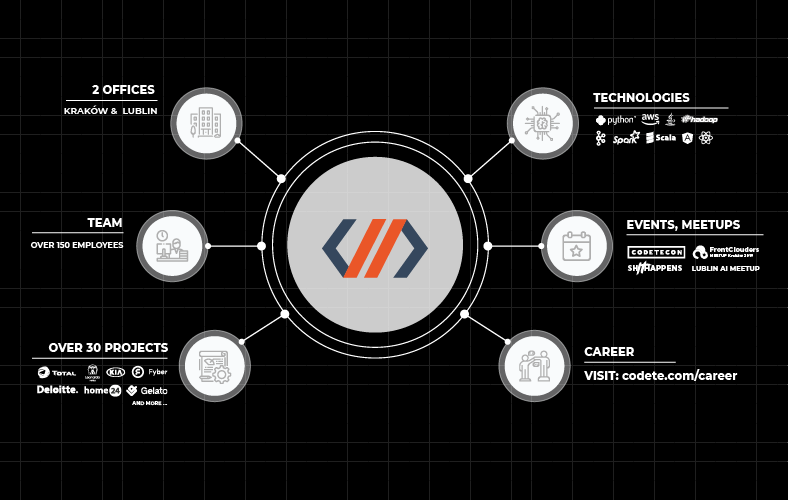 2 OFFICES
KRAKÓW & LUBLIN
TEAM
OVER 150 EMPLOYEES
OVER 30 PROJECTS
TOTAL
KIA
Fyber
Deloitte.
home24
Gelato
AND MORE...
TECHNOLOGIES
python
aws
hadoop
Spark
Scala
A
EVENTS, MEETUPS
CODETECON
FrontClouders
SH//HAPPENS
LUBLIN AI MEETUP
CAREER
VISIT: codete.com/career